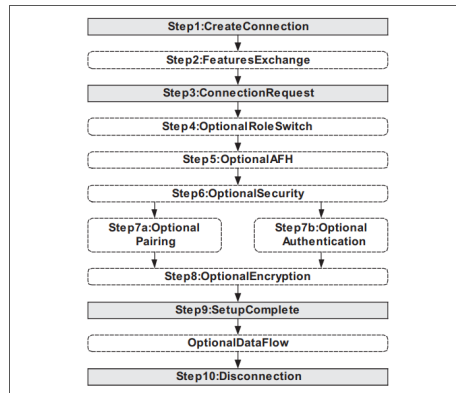 Step1:CreateConnection
Step2:FeaturesExchange
Step3:ConnectionRequest
Step4:OptionalRoleSwitch
Step5:OptionalAFH
Step6:OptionalSecurity
Step7a:Optional
Pairing
Step7b:Optional
Authentication
Step8:OptionalEncryption
Step9:SetupComplete
OptionalDataFlow
Step10:Disconnection